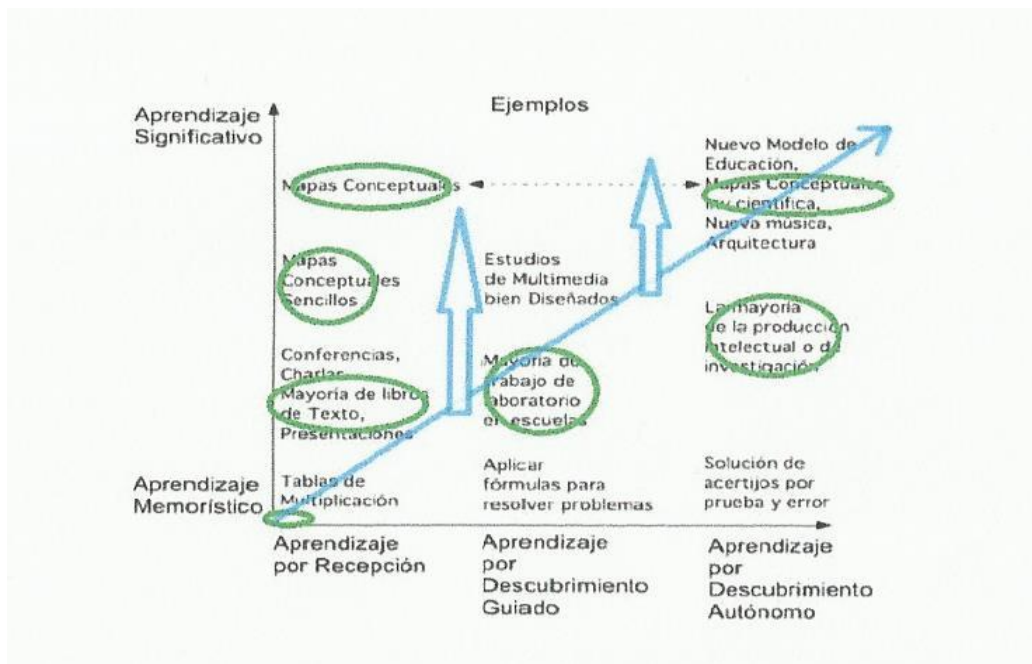 Ejemplos
Aprendizaje
Significativo
Mapas Conceptuales
Nuevo Modelo de
Educación,
Mapas Conceptuales
científica,
Nueva música,
Arquitectura
Mapas
Conceptuales
Sencillos
Estudios
de Multimedia
bien Diseñados
La mayoría
de la producción
intelectual o de
investigación
Conferencias,
Charlas
Mayoría de libros
de Texto,
Presentaciones
Mayoría de
trabajo de
laboratorio
en escuelas
Aprendizaje
Memorístico
Tablas de
Multiplicación
Aplicar
fórmulas para
resolver problemas
Solución de
acertijos por
prueba y error
Aprendizaje
por Recepción
Aprendizaje
por
Descubrimiento
Guiado
Aprendizaje
por
Descubrimiento
Autónomo